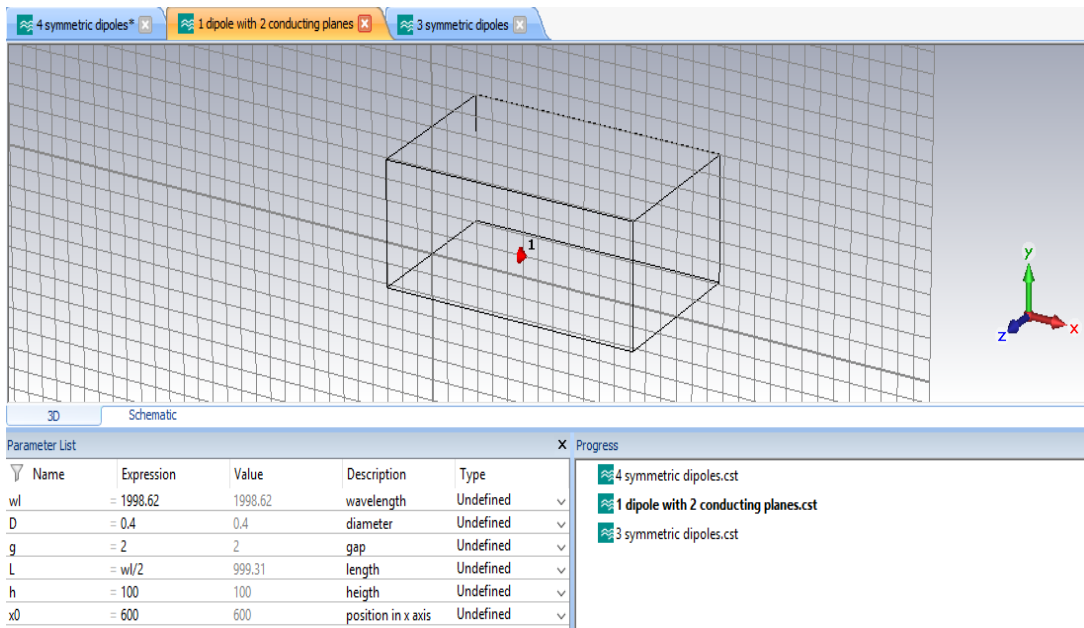 4 symmetric dipoles* 1 dipole with 2 conducting planes 3 symmetric dipoles
1
y
x
z
3D Schematic
Parameter List X Progress
Name Expression Value Description Type
wl = 1998.62 1998.62 wavelength Undefined
D = 0.4 0.4 diameter Undefined
g = 2 2 gap Undefined
L = wl/2 999.31 length Undefined
h = 100 100 heigth Undefined
x0 = 600 600 position in x axis Undefined
4 symmetric dipoles.cst
1 dipole with 2 conducting planes.cst
3 symmetric dipoles.cst